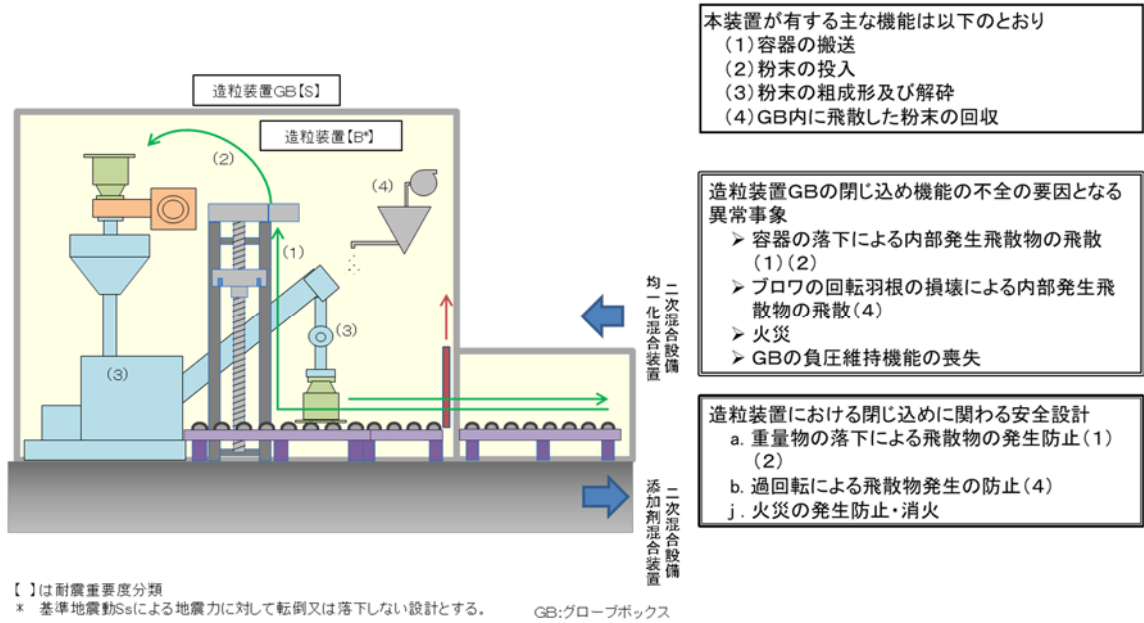 造粒装置GB【S】
造粒装置【B*】
(2)
(4)
(1)
(3)
(3)
二次混合設備
均一化混合装置
二次混合設備
添加剤混合装置
【 】は耐震重要度分類
* 基準地震動Ssによる地震力に対して転倒又は落下しない設計とする。
GB:グローブボックス
本装置が有する主な機能は以下のとおり
(1)容器の搬送
(2)粉末の投入
(3)粉末の粗成形及び解砕
(4)GB内に飛散した粉末の回収
造粒装置GBの閉じ込め機能の不全の要因となる
異常事象
➢ 容器の落下による内部発生飛散物の飛散
(1)(2)
➢ ブロワの回転羽根の損壊による内部発生飛
散物の飛散(4)
➢ 火災
➢ GBの負圧維持機能の喪失
造粒装置における閉じ込めに関わる安全設計
a. 重量物の落下による飛散物の発生防止(1)
(2)
b. 過回転による飛散物発生の防止(4)
j. 火災の発生防止・消火